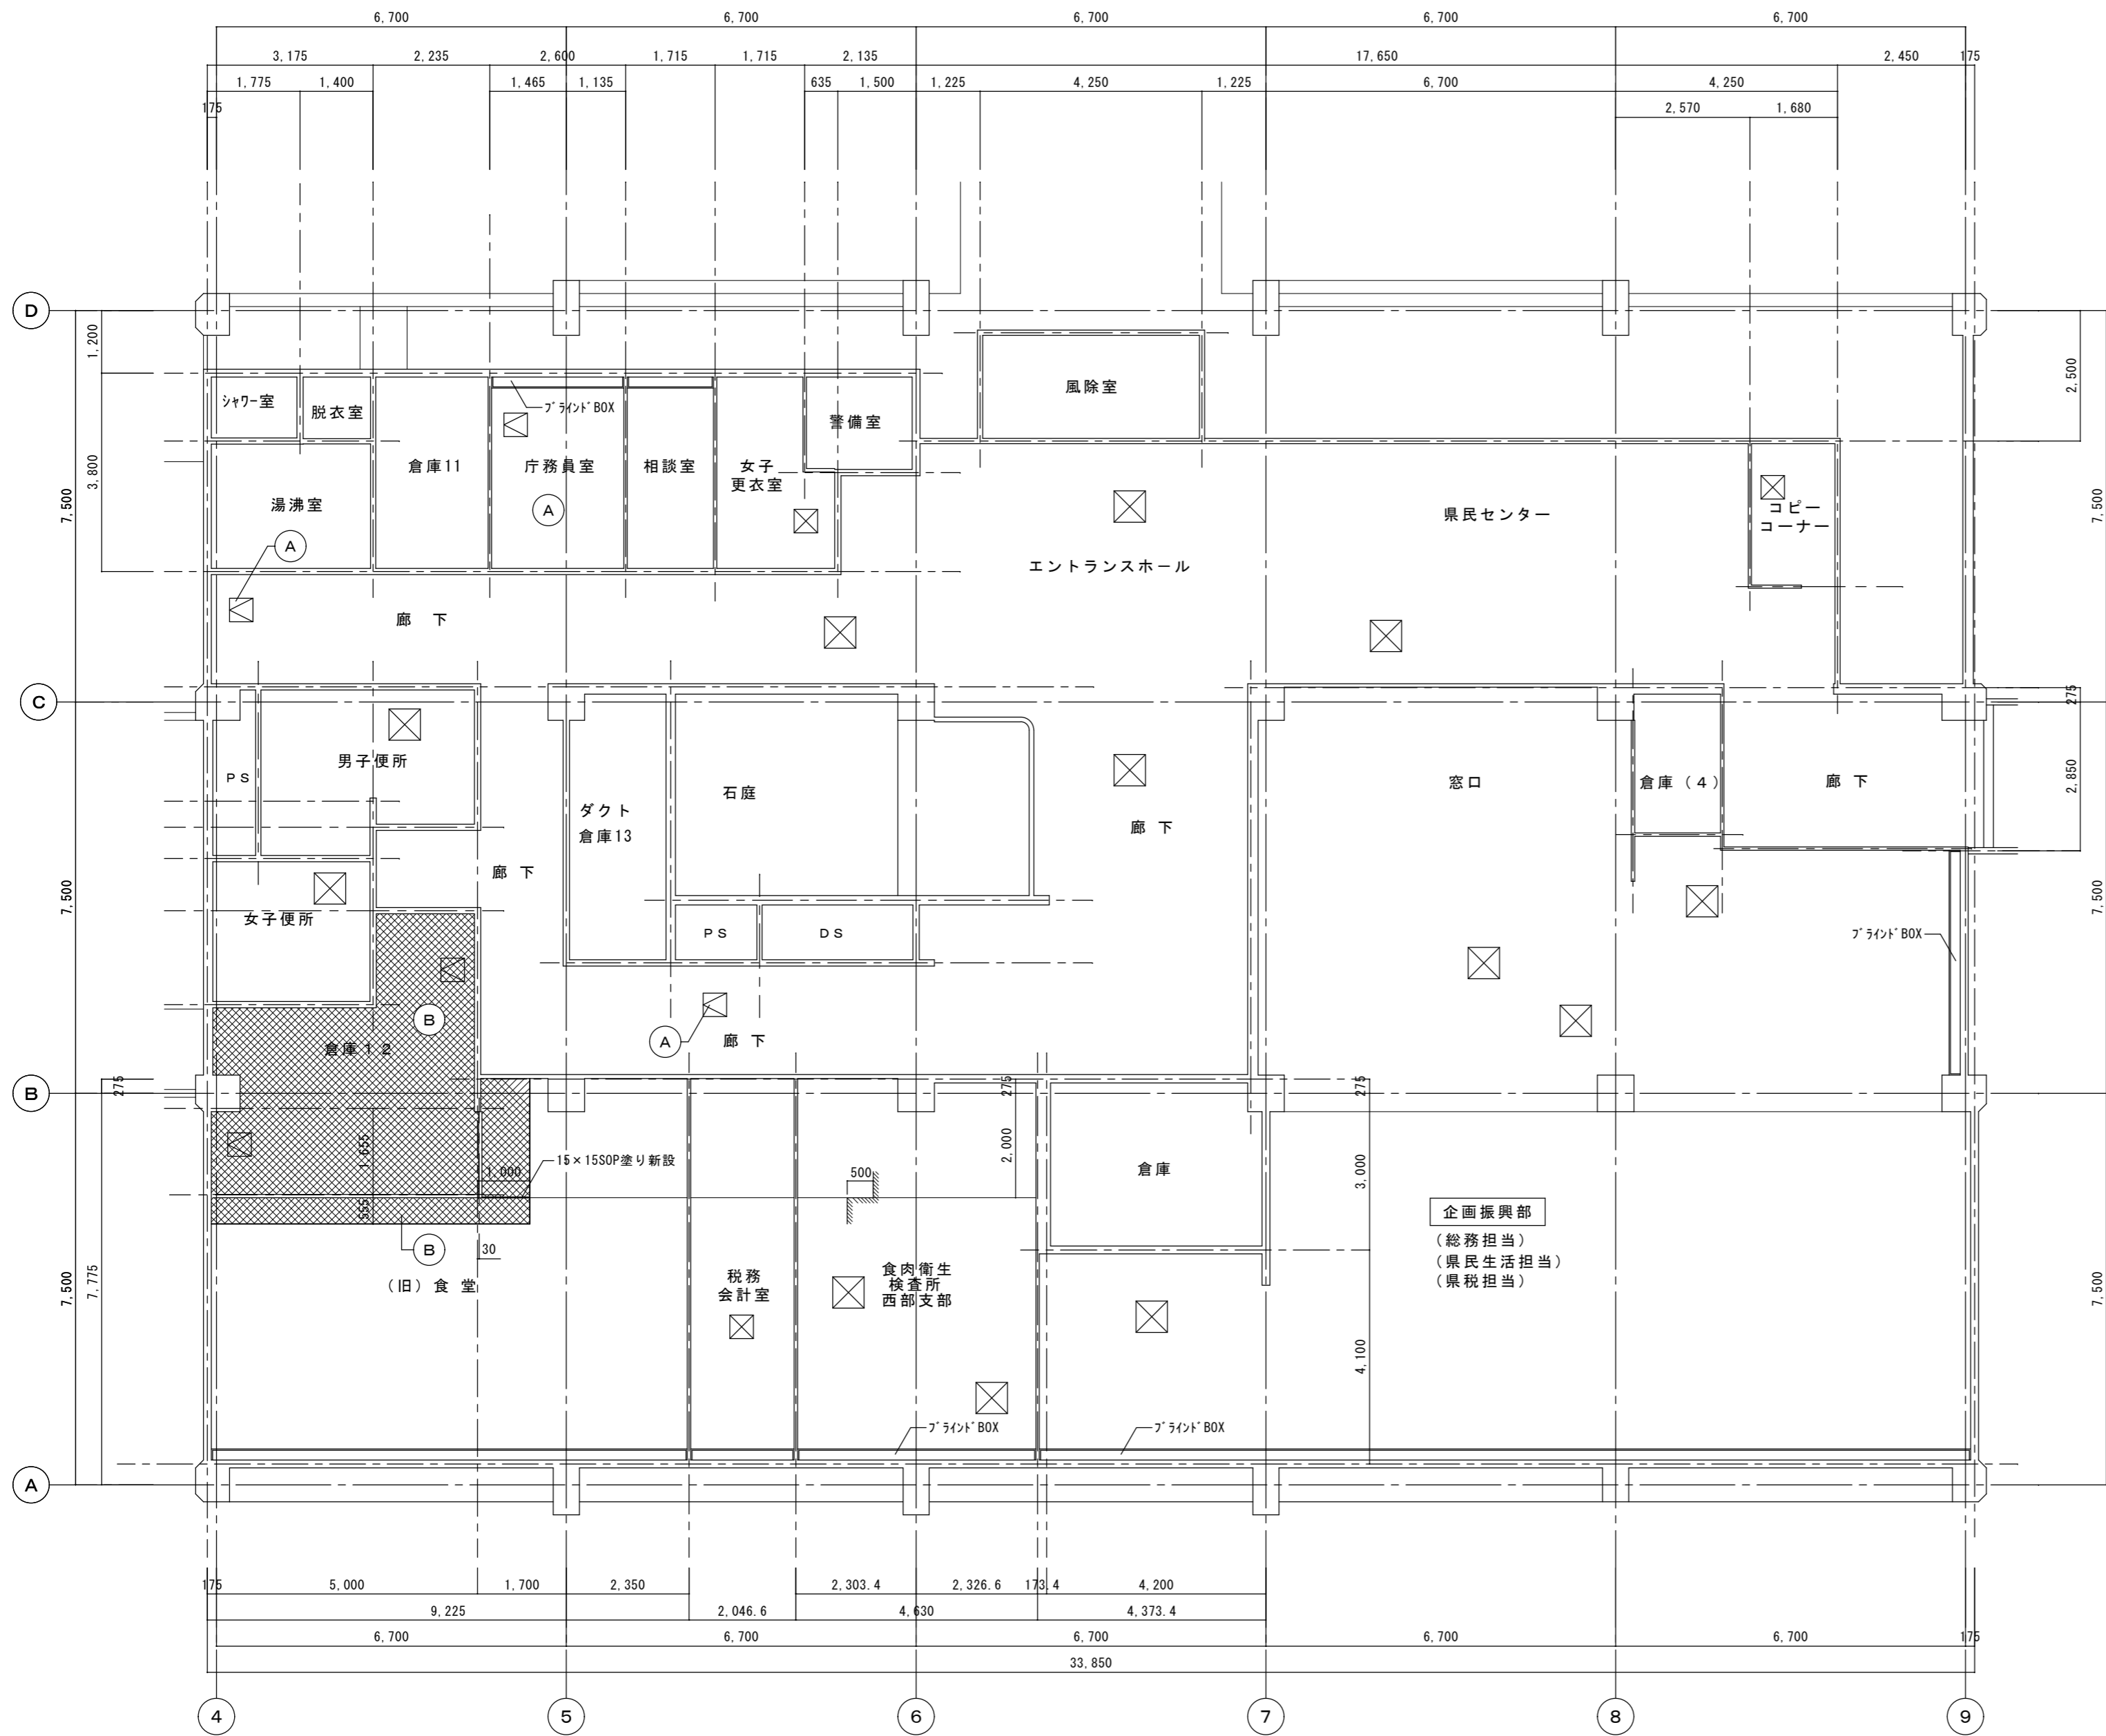 6,700 6,700 6,700 6,700 6,700
3,175 2,235 2,600 1,715 1,715 2,135 17,650 2,450 175
1,775 1,400 1,465 1,135 635 1,500 1,225 4,250 1,225 6,700 4,250
175 2,570 1,680
D
1,200
2,500
風除室
シャワー室
脱衣室
ブラインドBOX
警備室
倉庫11
庁務員室
相談室
女子
更衣室
3,800
7,500
湯沸室
A
A
県民センター
コピー
コーナー
7,500
エントランスホール
廊 下
C
275
PS
男子便所
石庭
ダクト
倉庫13
廊 下
窓口
倉庫(4)
廊 下
2,850
廊 下
7,500
女子便所
PS
DS
ブラインドBOX
7,500
B
倉庫12
A
廊 下
B
275
275
275
1,655
1,000
15×15SOP塗り新設
500
2,000
倉庫
3,000
555
B
30
企画振興部
(総務担当)
(県民生活担当)
(県税担当)
(旧)食堂
税務
会計室
食肉衛生
検査所
西部支部
7,500
7,775
7,500
4,100
ブラインドBOX
ブラインドBOX
A
175 5,000 1,700 2,350 2,303.4 2,326.6 173.4 4,200
9,225 2,046.6 4,630 4,373.4
6,700 6,700 6,700 6,700 6,700 175
33,850
4 5 6 7 8 9